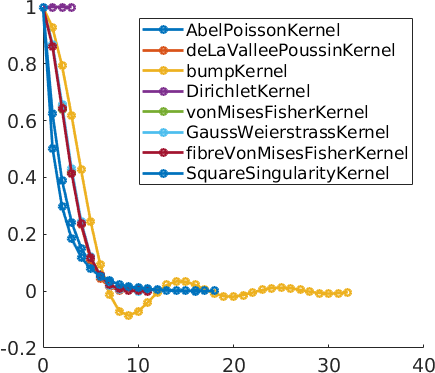 1
0.8
0.6
0.4
0.2
0
-0.2
0 10 20 30 40
AbelPoissonKernel
deLaValleePoussinKernel
bumpKernel
DirichletKernel
vonMisesFisherKernel
GaussWeierstrassKernel
fibreVonMisesFisherKernel
SquareSingularityKernel